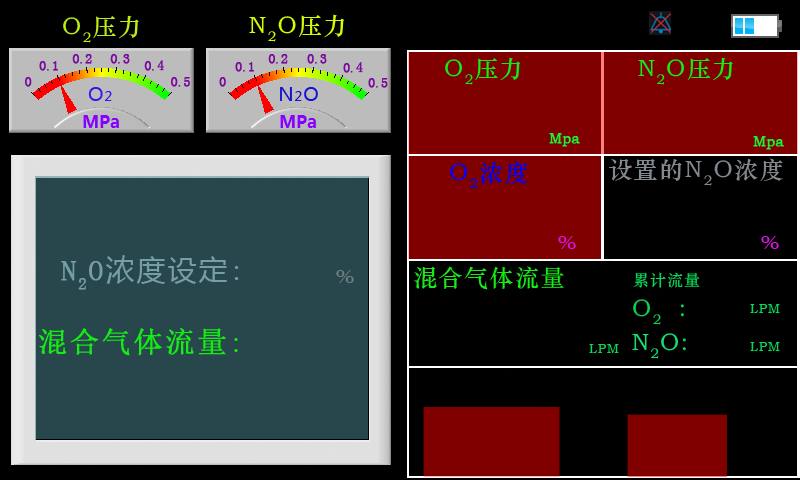 O₂压力
N₂O压力
0 0.1 0.2 0.3 0.4 0.5
O2
MPa
0 0.1 0.2 0.3 0.4 0.5
N2O
MPa
N₂O浓度设定: %
混合气体流量:
O₂压力
Mpa
N₂O压力
Mpa
O₂浓度
%
设置的N₂O浓度
%
混合气体流量
LPM
累计流量
O₂ : LPM
N₂O: LPM